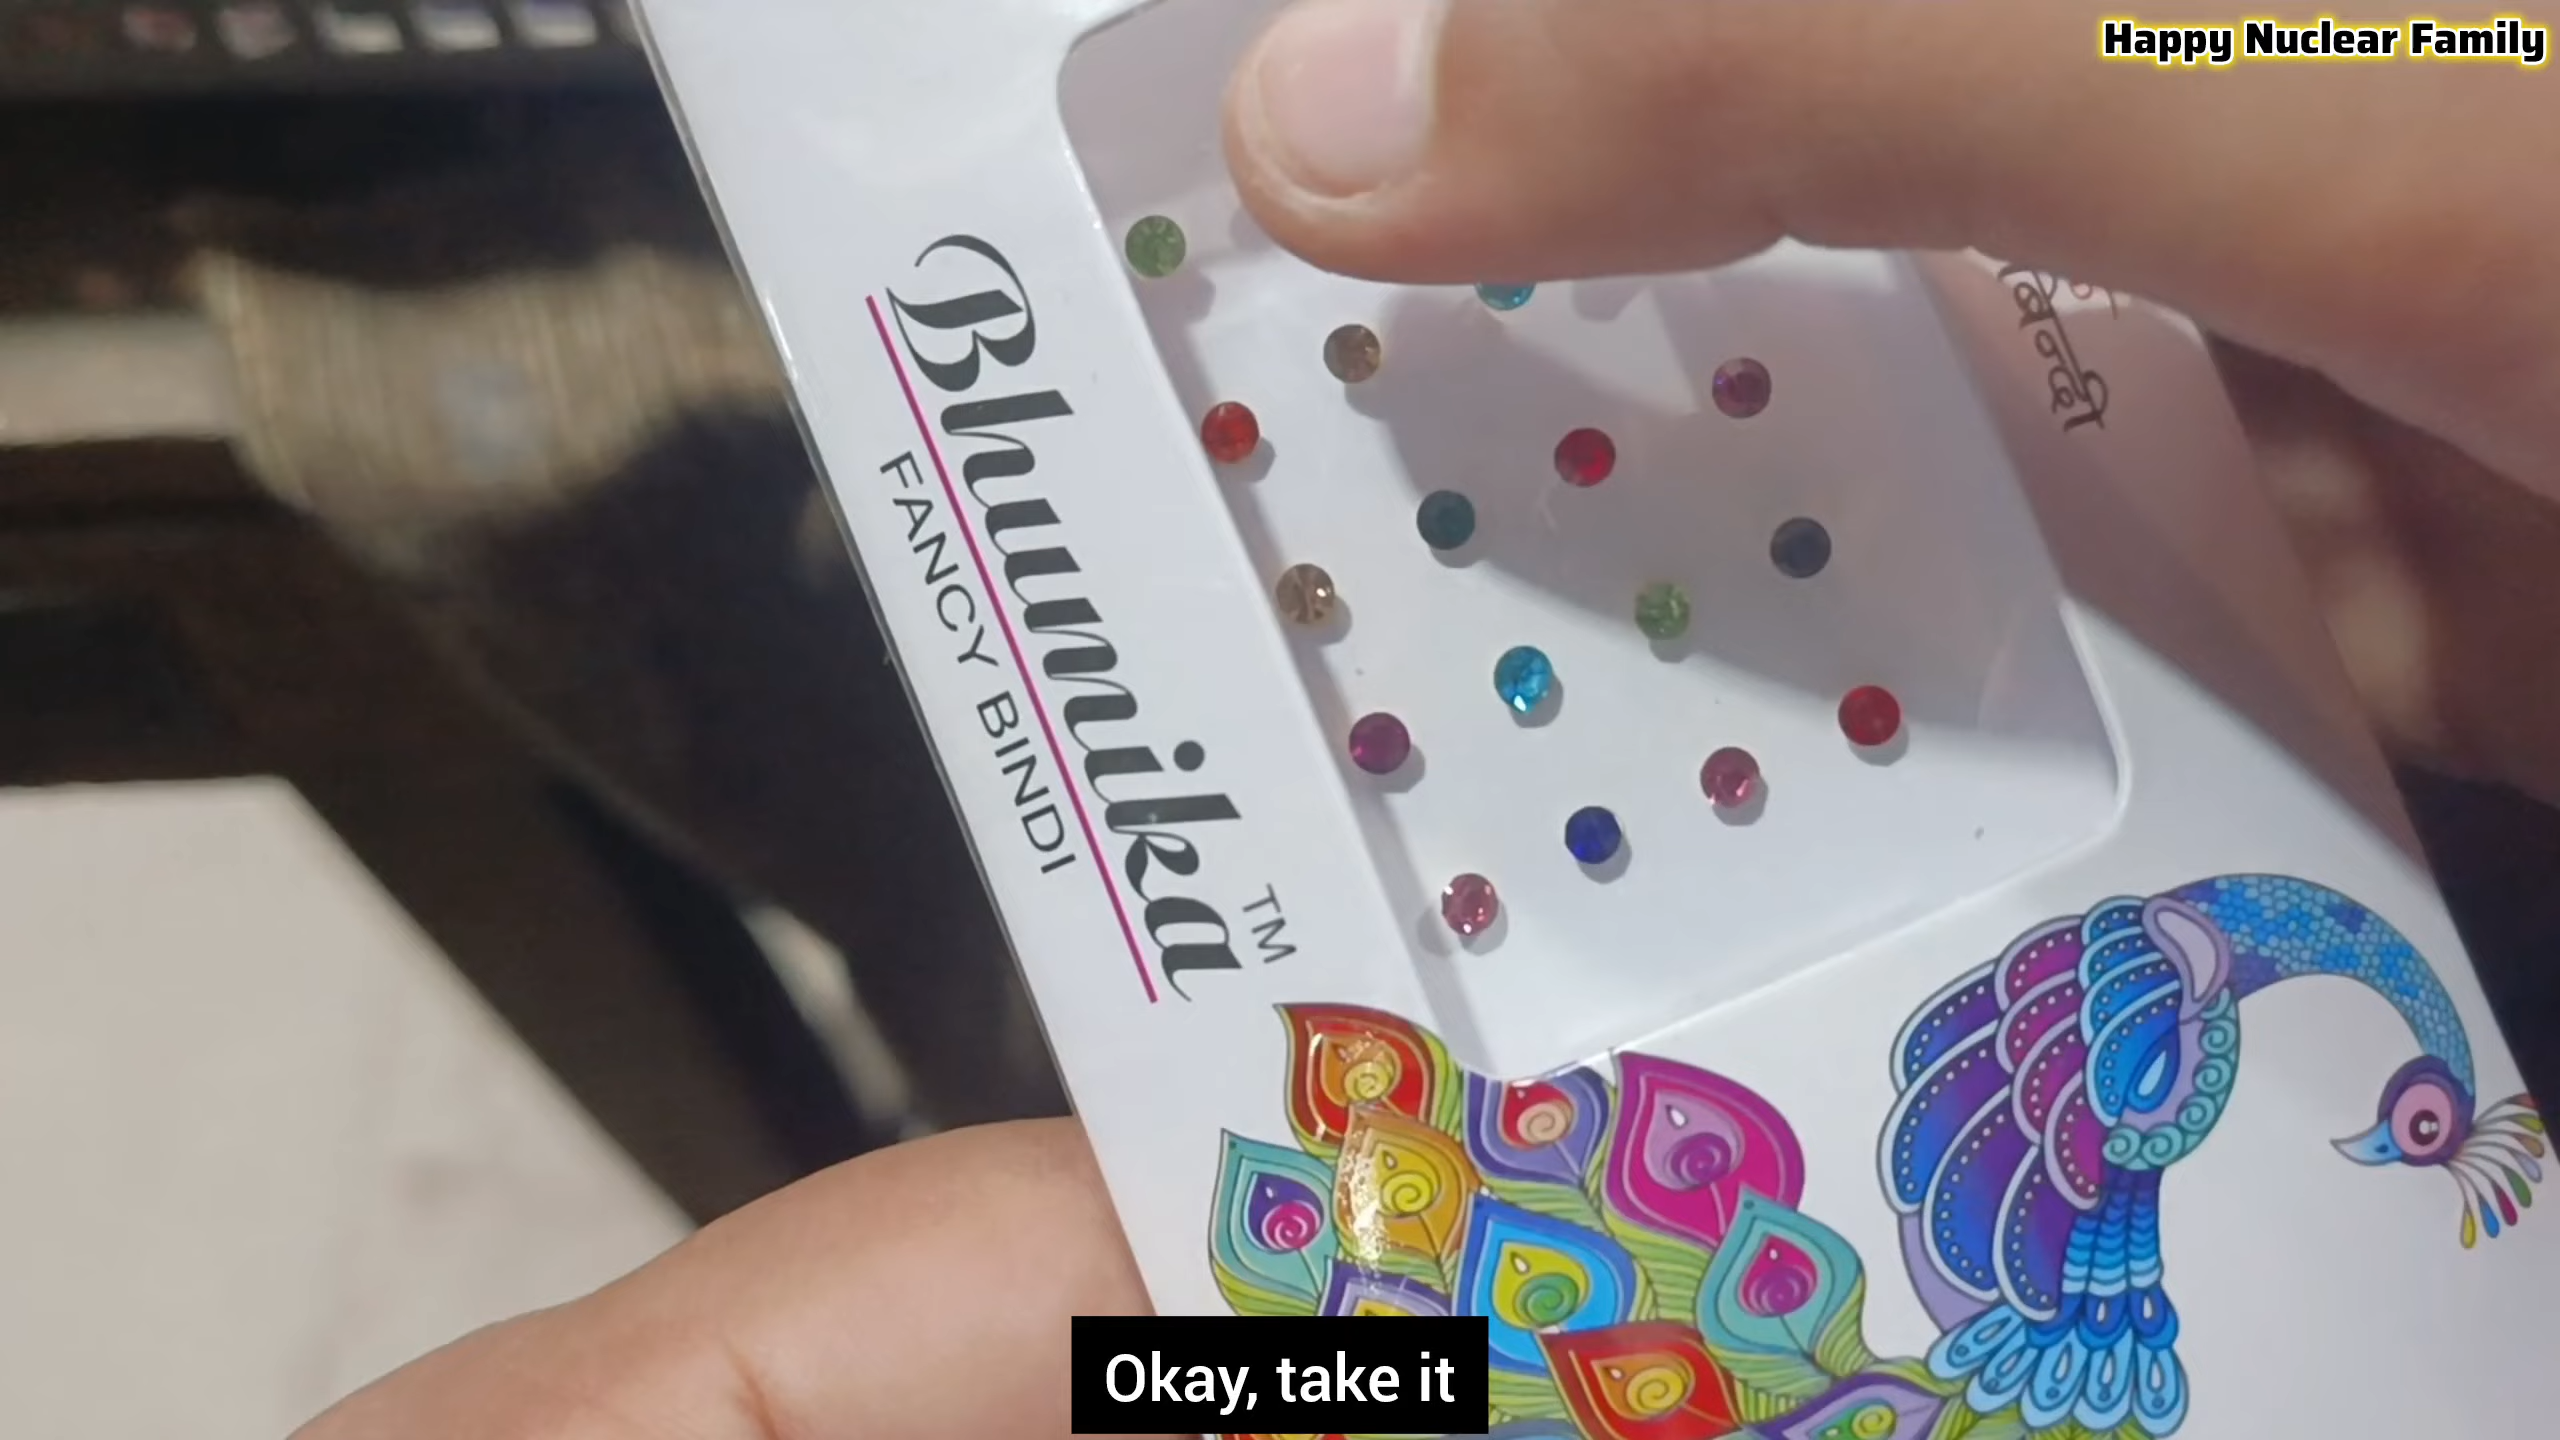 Happy Nuclear Family
Bhumika™
FANCY BINDI
बिन्दी
Okay, take it